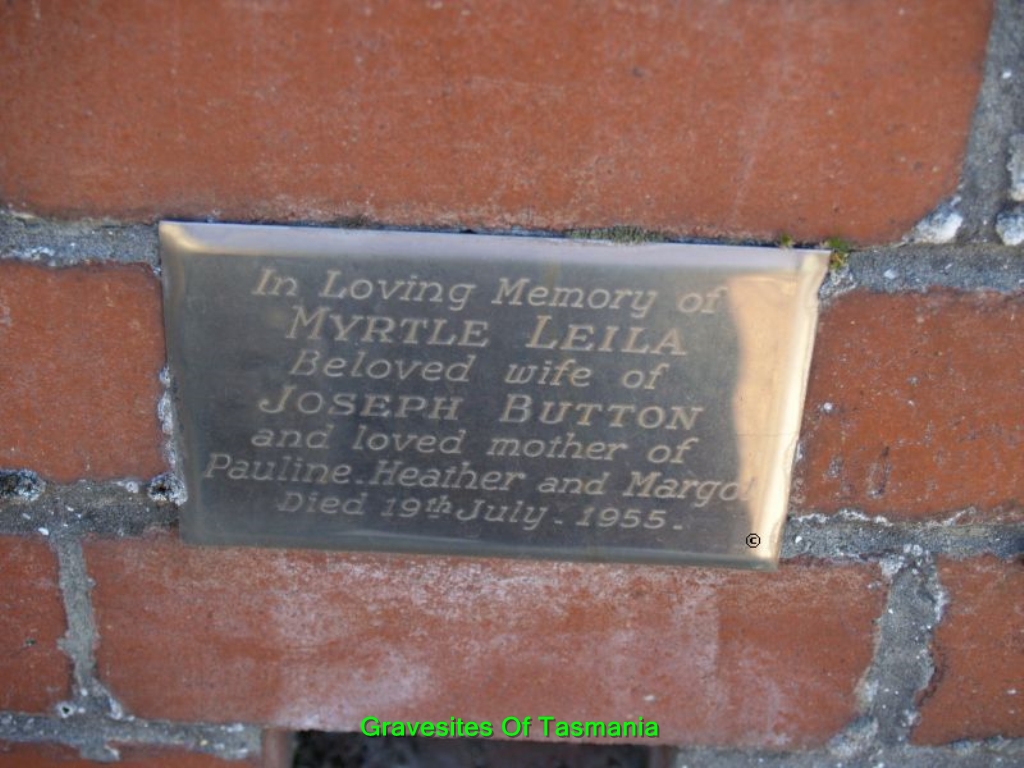 In Loving Memory of
MYRTLE LEILA
Beloved wife of
JOSEPH BUTTON
and loved mother of
Pauline. Heather and Margot
Died 19th July. 1955.
©
Gravesites Of Tasmania